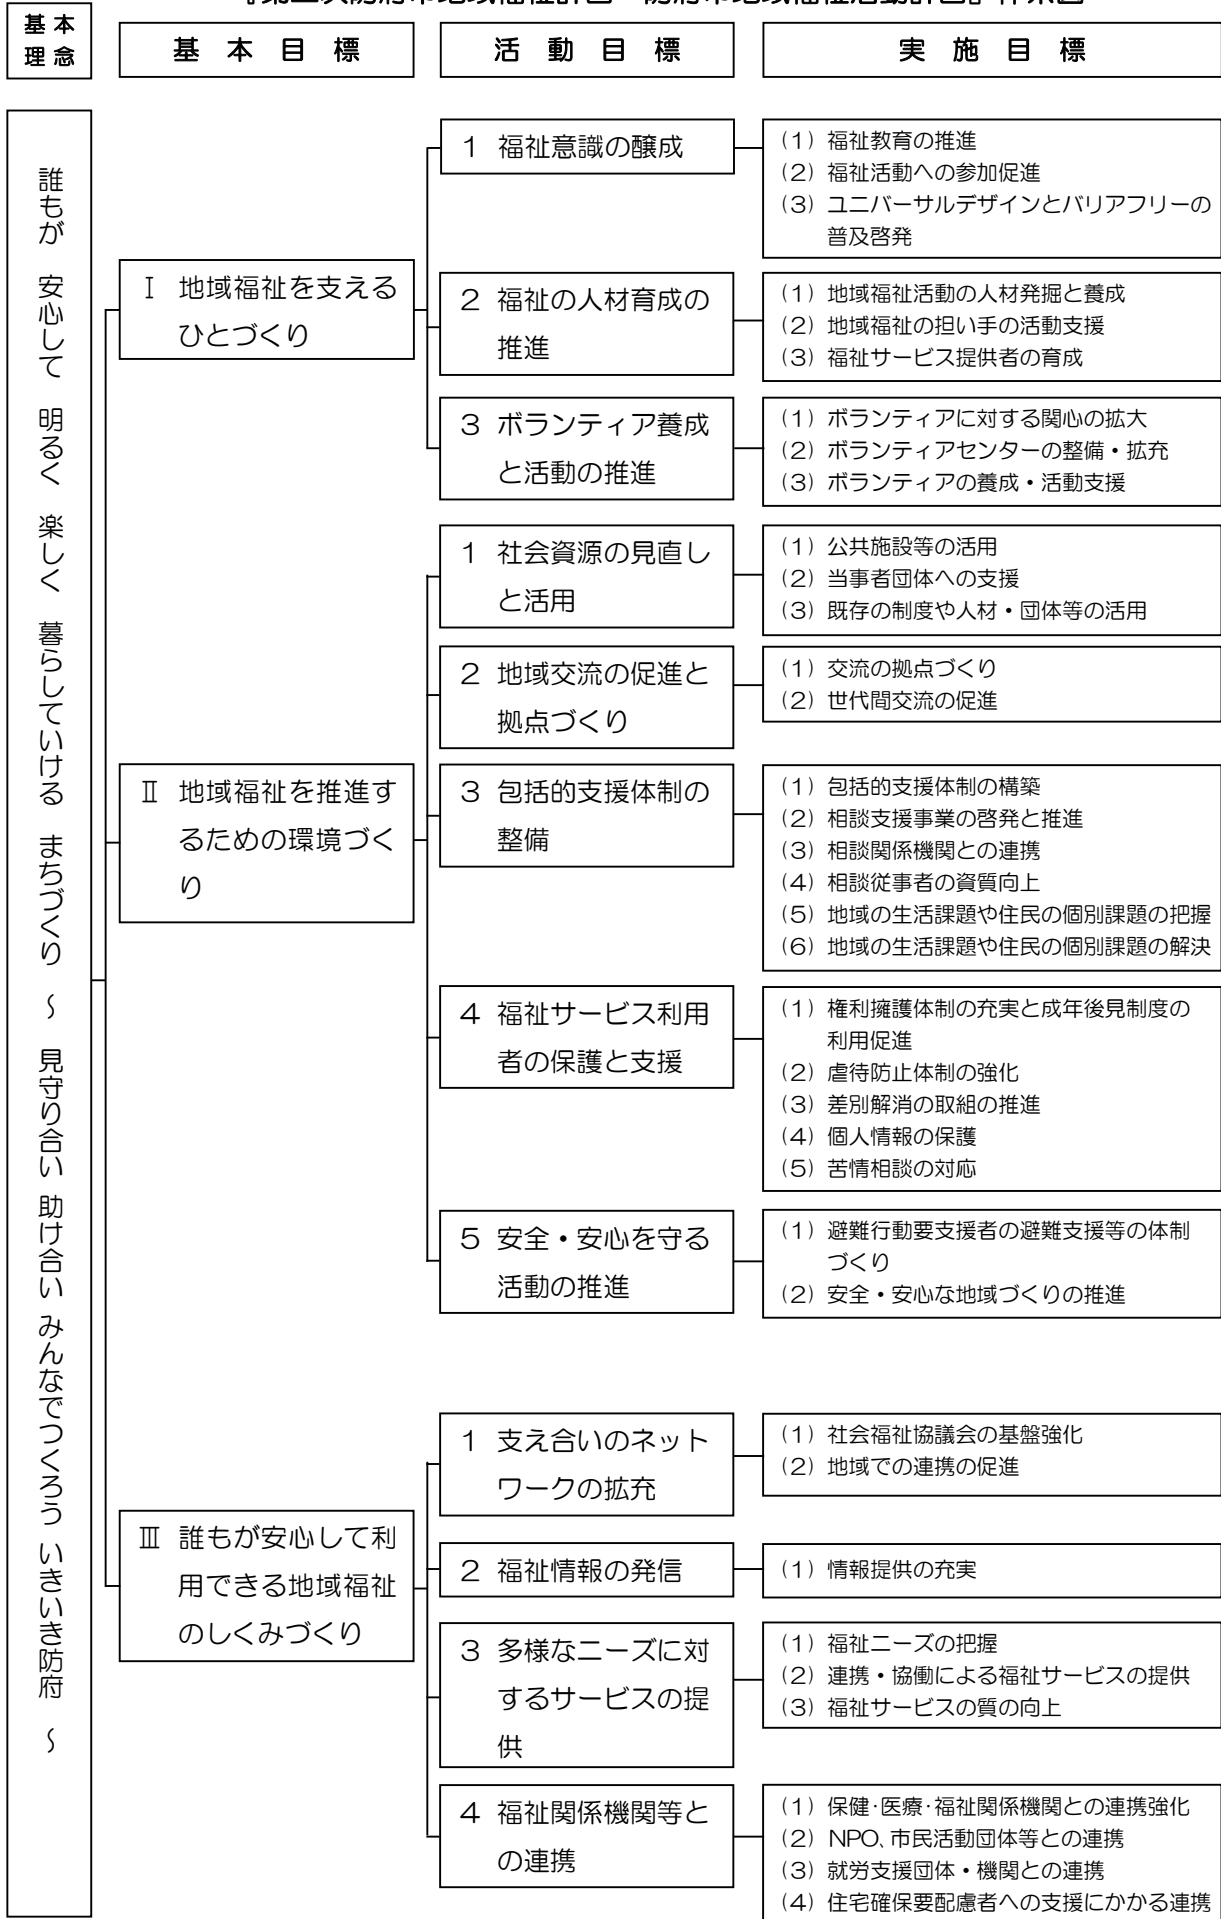 基本
理念
基本目標
活動目標
実施目標
誰もが 安心して 明るく 楽しく 暮らしていける まちづくり ～ 見守り合い 助け合い みんなでつくろう いきいき防府 ～
Ⅰ 地域福祉を支える
ひとづくり
1 福祉意識の醸成
(1) 福祉教育の推進
(2) 福祉活動への参加促進
(3) ユニバーサルデザインとバリアフリーの
普及啓発
2 福祉の人材育成の
推進
(1) 地域福祉活動の人材発掘と養成
(2) 地域福祉の担い手の活動支援
(3) 福祉サービス提供者の育成
3 ボランティア養成
と活動の推進
(1) ボランティアに対する関心の拡大
(2) ボランティアセンターの整備・拡充
(3) ボランティアの養成・活動支援
Ⅱ 地域福祉を推進す
るための環境づく
り
1 社会資源の見直し
と活用
(1) 公共施設等の活用
(2) 当事者団体への支援
(3) 既存の制度や人材・団体等の活用
2 地域交流の促進と
拠点づくり
(1) 交流の拠点づくり
(2) 世代間交流の促進
3 包括的支援体制の
整備
(1) 包括的支援体制の構築
(2) 相談支援事業の啓発と推進
(3) 相談関係機関との連携
(4) 相談従事者の資質向上
(5) 地域の生活課題や住民の個別課題の把握
(6) 地域の生活課題や住民の個別課題の解決
4 福祉サービス利用
者の保護と支援
(1) 権利擁護体制の充実と成年後見制度の
利用促進
(2) 虐待防止体制の強化
(3) 差別解消の取組の推進
(4) 個人情報の保護
(5) 苦情相談の対応
5 安全・安心を守る
活動の推進
(1) 避難行動要支援者の避難支援等の体制
づくり
(2) 安全・安心な地域づくりの推進
Ⅲ 誰もが安心して利
用できる地域福祉
のしくみづくり
1 支え合いのネット
ワークの拡充
(1) 社会福祉協議会の基盤強化
(2) 地域での連携の促進
2 福祉情報の発信
(1) 情報提供の充実
3 多様なニーズに対
するサービスの提
供
(1) 福祉ニーズの把握
(2) 連携・協働による福祉サービスの提供
(3) 福祉サービスの質の向上
4 福祉関係機関等と
の連携
(1) 保健・医療・福祉関係機関との連携強化
(2) NPO、市民活動団体等との連携
(3) 就労支援団体・機関との連携
(4) 住宅確保要配慮者への支援にかかる連携